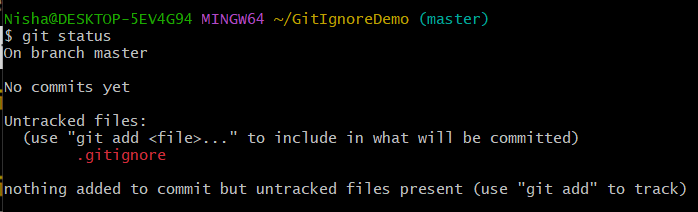 Nisha@DESKTOP-5EV4G94 MINGW64 ~/GitIgnoreDemo (master)
$ git status
On branch master
No commits yet
Untracked files:
  (use "git add <file>..." to include in what will be committed)
        .gitignore
nothing added to commit but untracked files present (use "git add" to track)